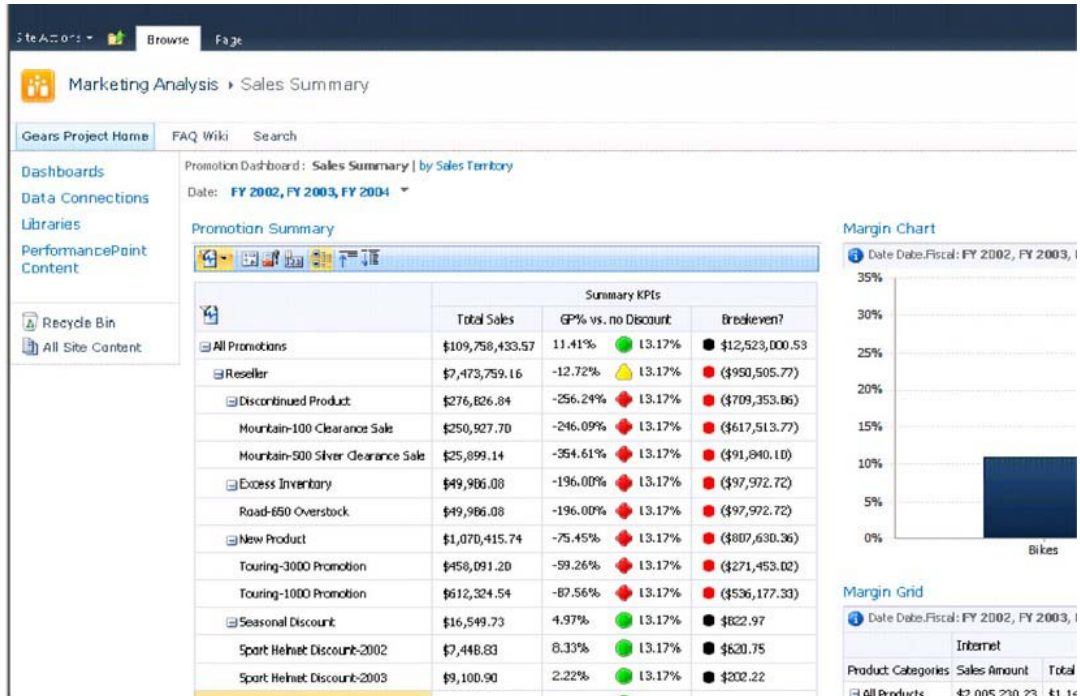 Site Actions Browse Page
Marketing Analysis Sales Summary
Gears Project Home FAQ Wiki Search
Dashboards
Data Connections
Libraries
PerformancePoint
Content
Recycle Bin
All Site Content
Promotion Dashboard: Sales Summary | by Sales Territory
Date: FY 2002, FY 2003, FY 2004
Promotion Summary
Summary KPIs
Total Sales GP% vs. no Discount Breakeven?
All Promotions $109,758,433.57 11.41% 13.17% $12,523,000.53
Reseller $7,473,759.16 -12.72% 13.17% ($950,505.77)
Discontinued Product $276,826.84 -256.24% 13.17% ($709,353.86)
Mountain-100 Clearance Sale $250,927.70 -246.09% 13.17% ($617,513.77)
Mountain-500 Silver Clearance Sale $25,899.14 -354.61% 13.17% ($91,840.10)
Excess Inventory $49,986.08 -196.00% 13.17% ($97,972.72)
Road-650 Overstock $49,986.08 -196.00% 13.17% ($97,972.72)
New Product $1,070,415.74 -75.45% 13.17% ($807,630.36)
Touring-3000 Promotion $458,091.20 -59.26% 13.17% ($271,453.02)
Touring-1000 Promotion $612,324.54 -87.56% 13.17% ($536,177.33)
Seasonal Discount $16,549.73 4.97% 13.17% $822.97
Sport Helmet Discount-2002 $7,448.83 8.33% 13.17% $620.75
Sport Helmet Discount-2003 $9,100.90 2.22% 13.17% $202.22
Margin Chart
Date Date.Fiscal: FY 2002, FY 2003,
35%
30%
25%
20%
15%
10%
5%
0%
Bikes
Margin Grid
Date Date.Fiscal: FY 2002, FY 2003,
Internet
Product Categories Sales Amount Total
All Products